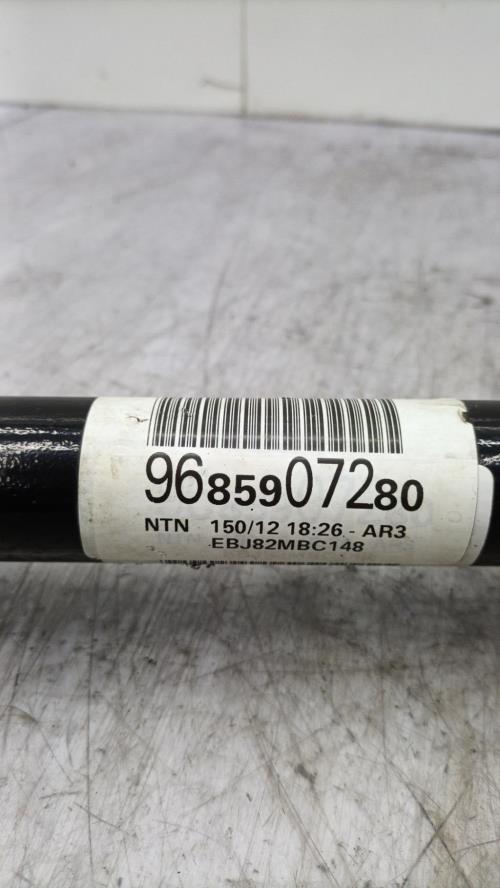 9685907280
NTN 150/12 18:26 - AR3
EBJ82MBC148